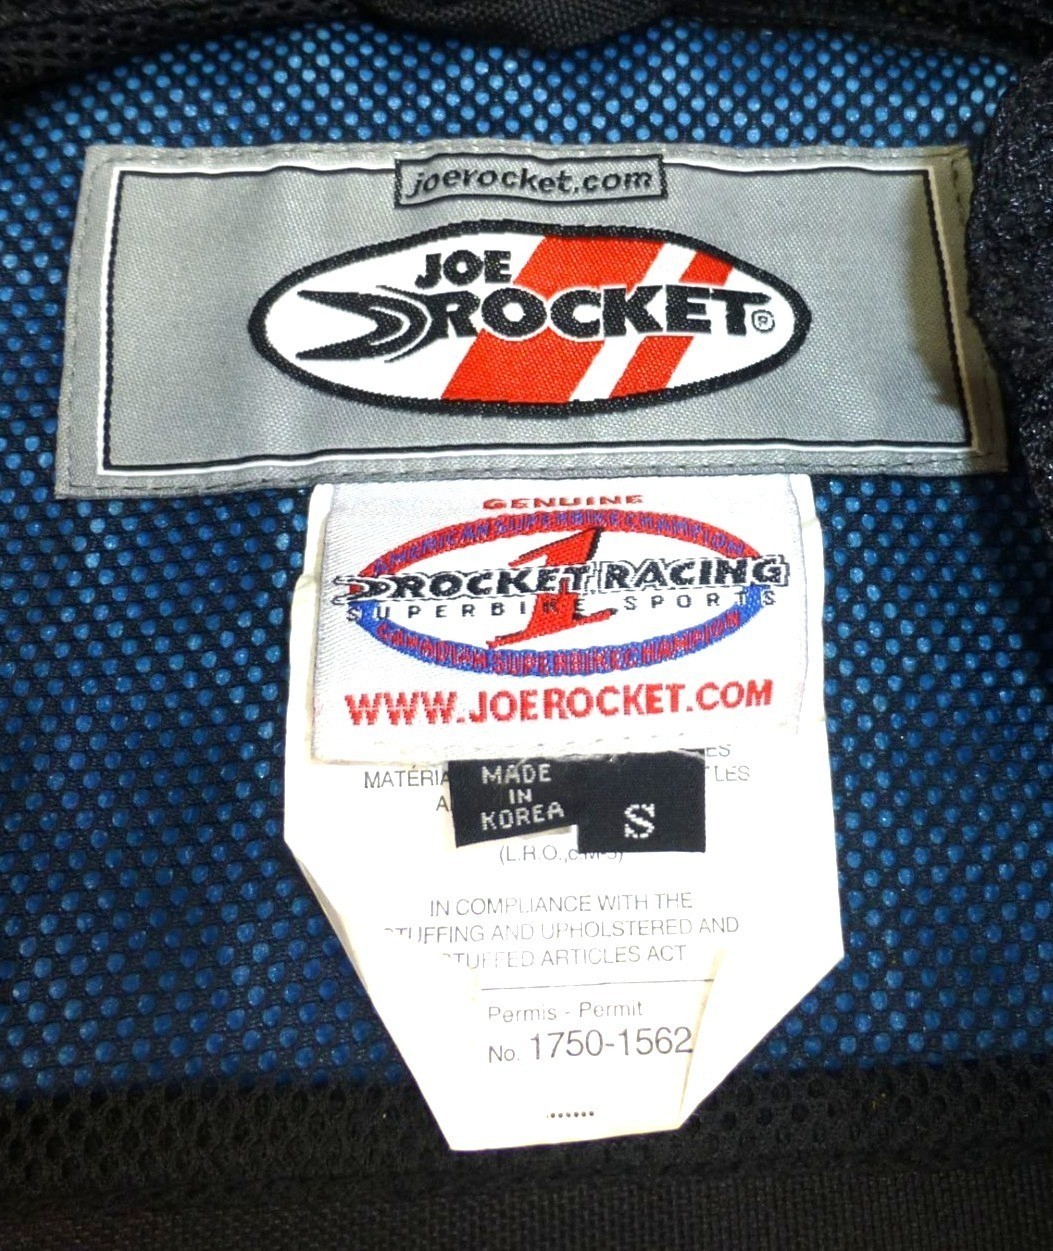 joerocket.com
JOE
ROCKET®
GENUINE
AMERICAN SUPERBIKE CHAMPION
1
ROCKET RACING
SUPERBIKE SPORTS
CANADIAN SUPERBIKE CHAMPION
WWW.JOEROCKET.COM
MADE
IN
KOREA
S
(L.R.O.,
IN COMPLIANCE WITH THE
STUFFING AND UPHOLSTERED AND
STUFFED ARTICLES ACT
Permis - Permit
No. 1750-1562